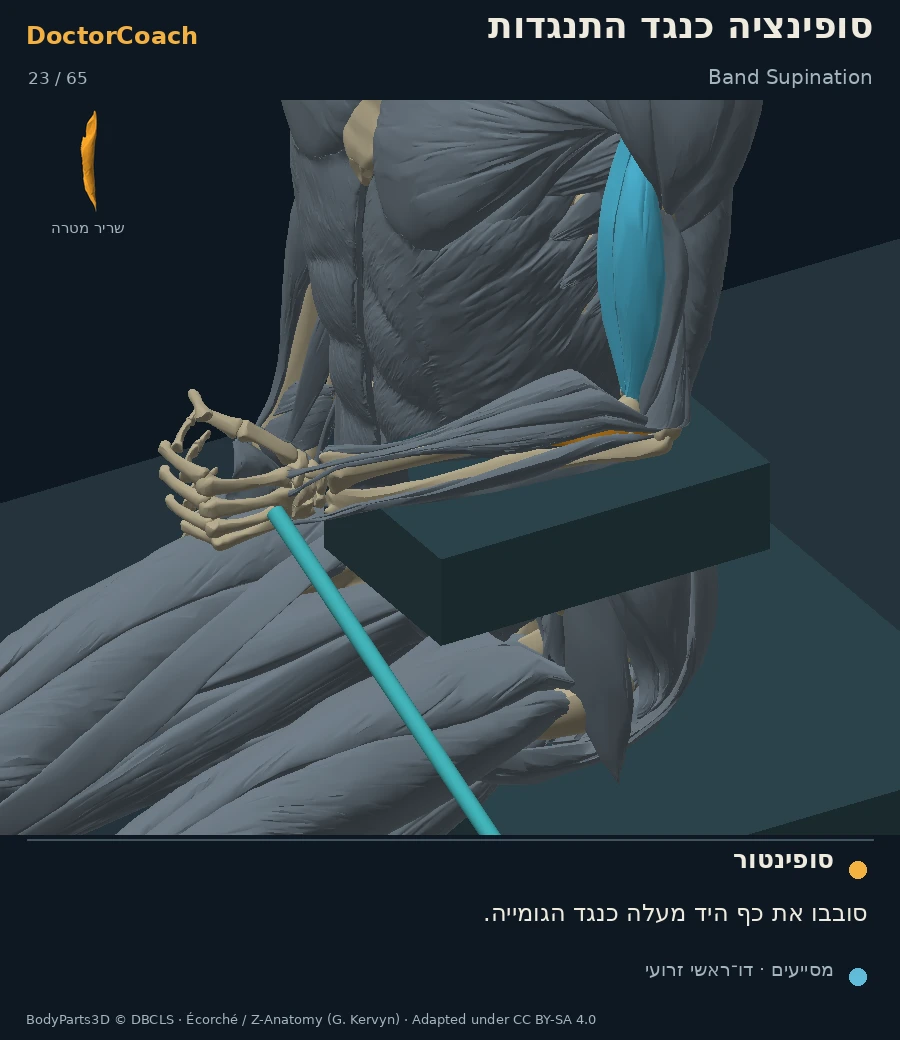 DoctorCoach
סופינציה כנגד התנגדות
23 / 65
Band Supination
שריר מטרה
סופינטור
סובבו את כף היד מעלה כנגד הגומייה.
מסייעים · דו־ראשי זרועי
BodyParts3D © DBCLS · Écorché / Z-Anatomy (G. Kervyn) · Adapted under CC BY-SA 4.0